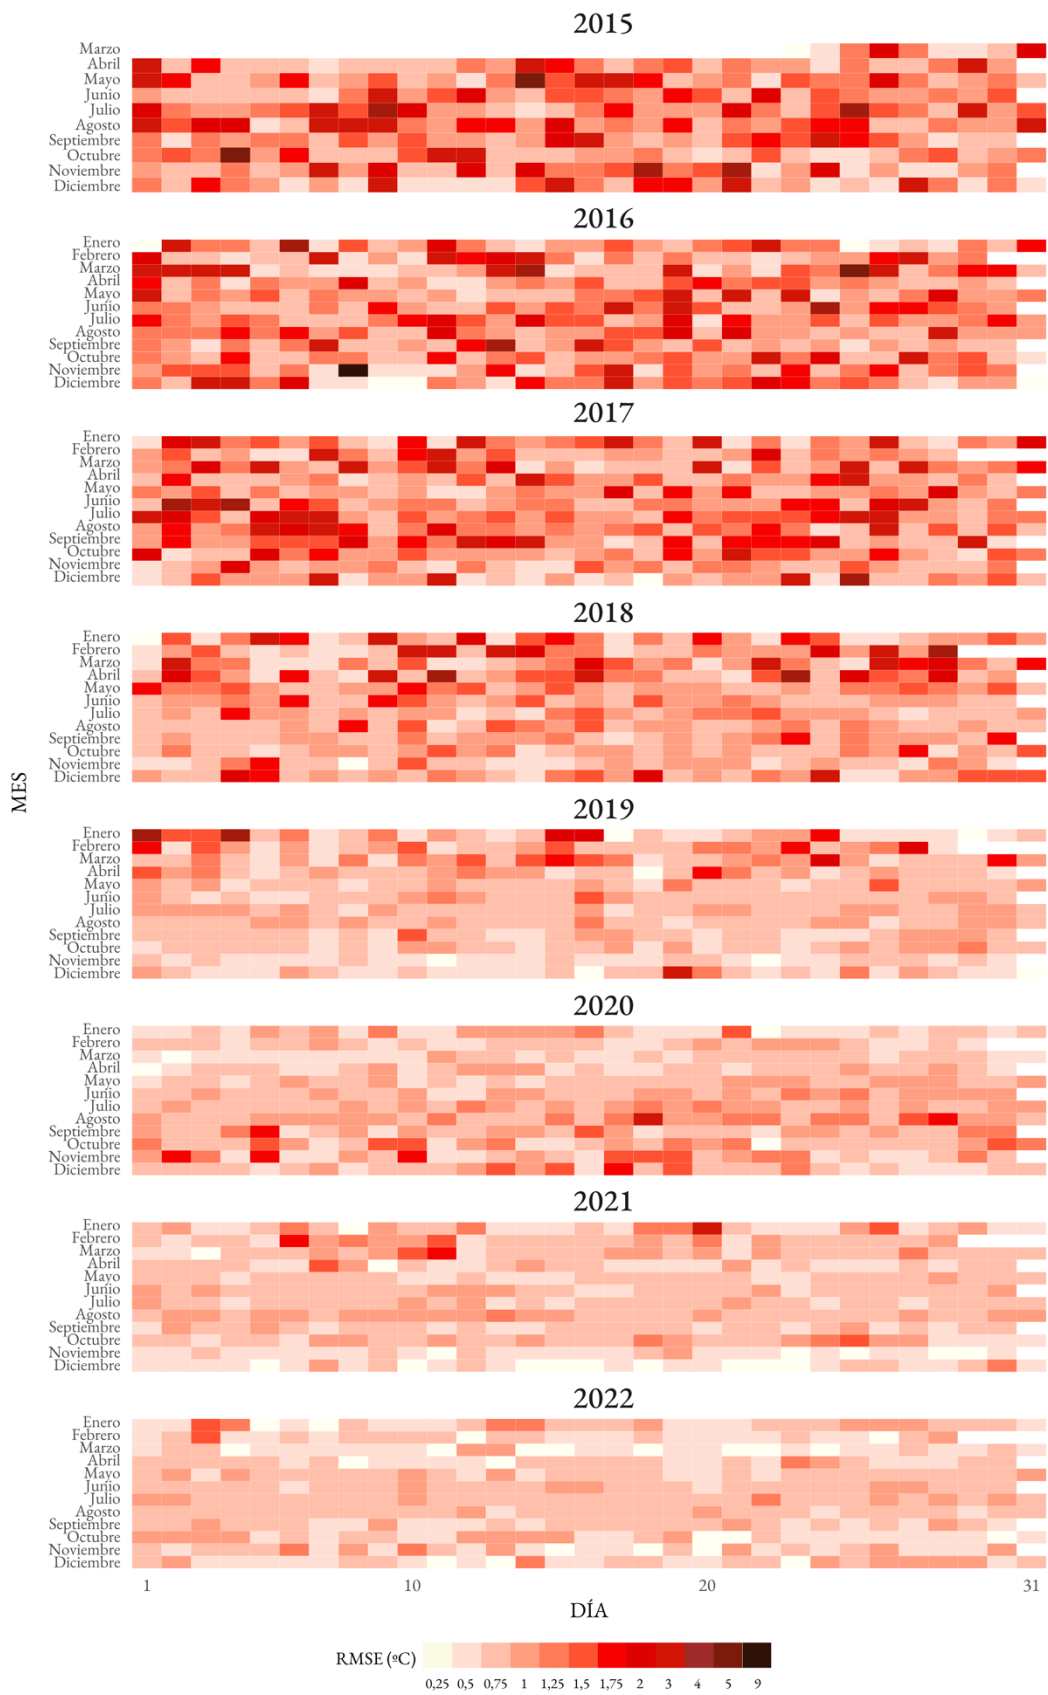 2015
Marzo
Abril
Mayo
Junio
Julio
Agosto
Septiembre
Octubre
Noviembre
Diciembre
2016
Enero
Febrero
Marzo
Abril
Mayo
Junio
Julio
Agosto
Septiembre
Octubre
Noviembre
Diciembre
2017
Enero
Febrero
Marzo
Abril
Mayo
Junio
Julio
Agosto
Septiembre
Octubre
Noviembre
Diciembre
2018
Enero
Febrero
Marzo
Abril
Mayo
Junio
Julio
Agosto
Septiembre
Octubre
Noviembre
Diciembre
MES
2019
Enero
Febrero
Marzo
Abril
Mayo
Junio
Julio
Agosto
Septiembre
Octubre
Noviembre
Diciembre
2020
Enero
Febrero
Marzo
Abril
Mayo
Junio
Julio
Agosto
Septiembre
Octubre
Noviembre
Diciembre
2021
Enero
Febrero
Marzo
Abril
Mayo
Junio
Julio
Agosto
Septiembre
Octubre
Noviembre
Diciembre
2022
Enero
Febrero
Marzo
Abril
Mayo
Junio
Julio
Agosto
Septiembre
Octubre
Noviembre
Diciembre
1 10 20 31
DÍA
RMSE (ºC)
0,25 0,5 0,75 1 1,25 1,5 1,75 2 3 4 5 9